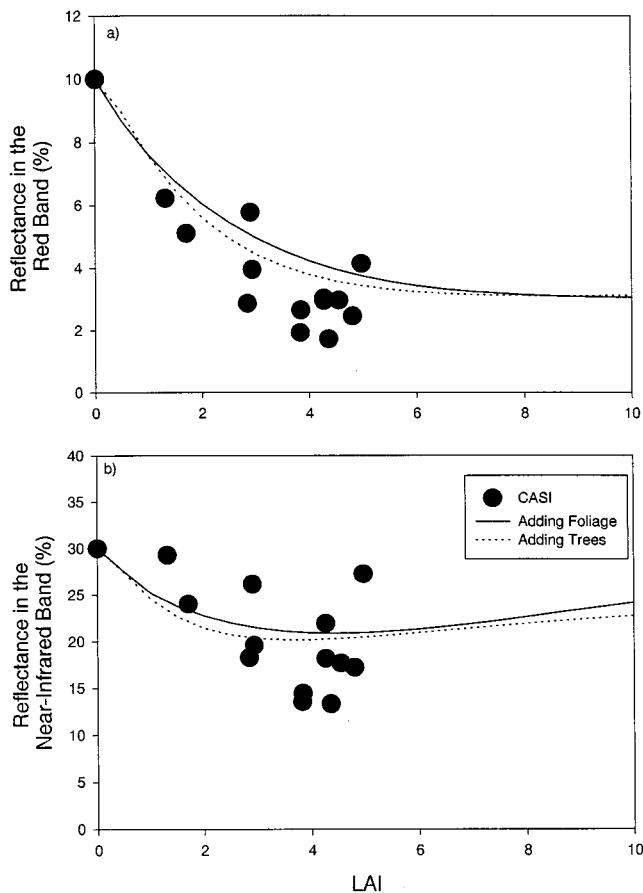 a)
12
10
8
6
4
2
0
Reflectance in the
Red Band (%)
0 2 4 6 8 10
b)
40
35
30
25
20
15
10
5
0
Reflectance in the
Near-Infrared Band (%)
CASI
Adding Foliage
Adding Trees
0 2 4 6 8 10
LAI